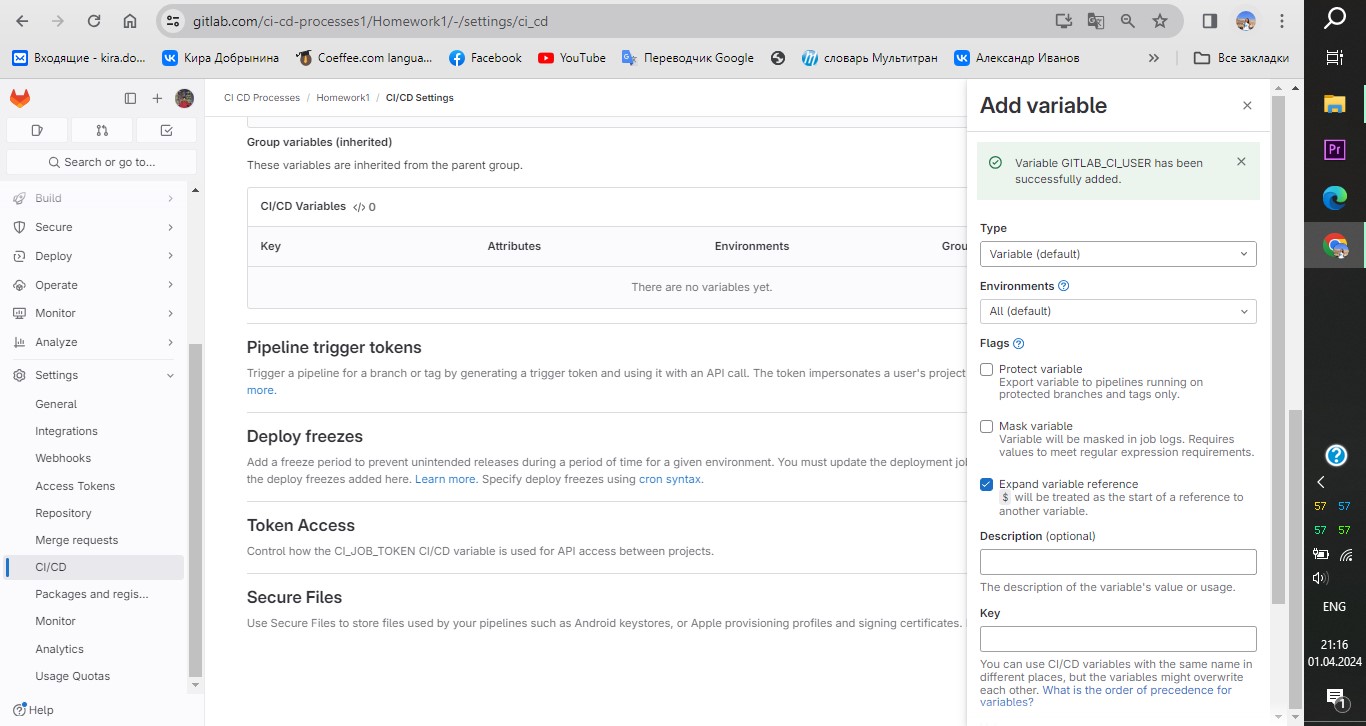 gitlab.com/ci-cd-processes1/Homework1/-/settings/ci_cd
Входящие - kira.do...
Кира Добрынина
Coeffee.com langua...
Facebook
YouTube
Переводчик Google
словарь Мультитран
Александр Иванов
»
Все закладки
CI CD Processes / Homework1 / CI/CD Settings
Search or go to...
Build
Secure
Deploy
Operate
Monitor
Analyze
Settings
General
Integrations
Webhooks
Access Tokens
Repository
Merge requests
CI/CD
Packages and regis...
Monitor
Analytics
Usage Quotas
Help
Group variables (inherited)
These variables are inherited from the parent group.
CI/CD Variables </> 0
Key Attributes Environments Grou
There are no variables yet.
Pipeline trigger tokens
Trigger a pipeline for a branch or tag by generating a trigger token and using it with an API call. The token impersonates a user's project
more.
Deploy freezes
Add a freeze period to prevent unintended releases during a period of time for a given environment. You must update the deployment jo
the deploy freezes added here. Learn more. Specify deploy freezes using cron syntax.
Token Access
Control how the CI_JOB_TOKEN CI/CD variable is used for API access between projects.
Secure Files
Use Secure Files to store files used by your pipelines such as Android keystores, or Apple provisioning profiles and signing certificates.
Add variable
Variable GITLAB_CI_USER has been
successfully added.
Type
Variable (default)
Environments
All (default)
Flags
Protect variable
Export variable to pipelines running on
protected branches and tags only.
Mask variable
Variable will be masked in job logs. Requires
values to meet regular expression requirements.
Expand variable reference
$ will be treated as the start of a reference to
another variable.
Description (optional)
The description of the variable's value or usage.
Key
You can use CI/CD variables with the same name in
different places, but the variables might overwrite
each other. What is the order of precedence for
variables?
Pr
57 57
57 57
ENG
21:16
01.04.2024
1